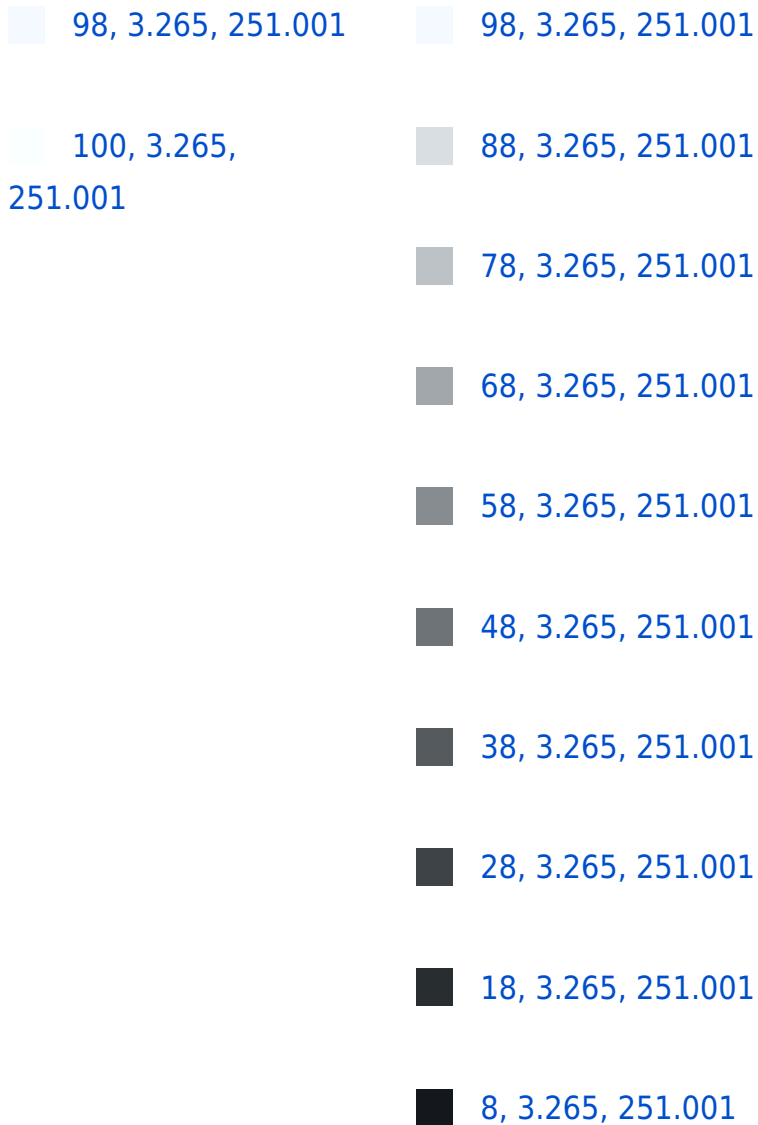 98, 3.265, 251.001
100, 3.265,
251.001
98, 3.265, 251.001
88, 3.265, 251.001
78, 3.265, 251.001
68, 3.265, 251.001
58, 3.265, 251.001
48, 3.265, 251.001
38, 3.265, 251.001
28, 3.265, 251.001
18, 3.265, 251.001
8, 3.265, 251.001